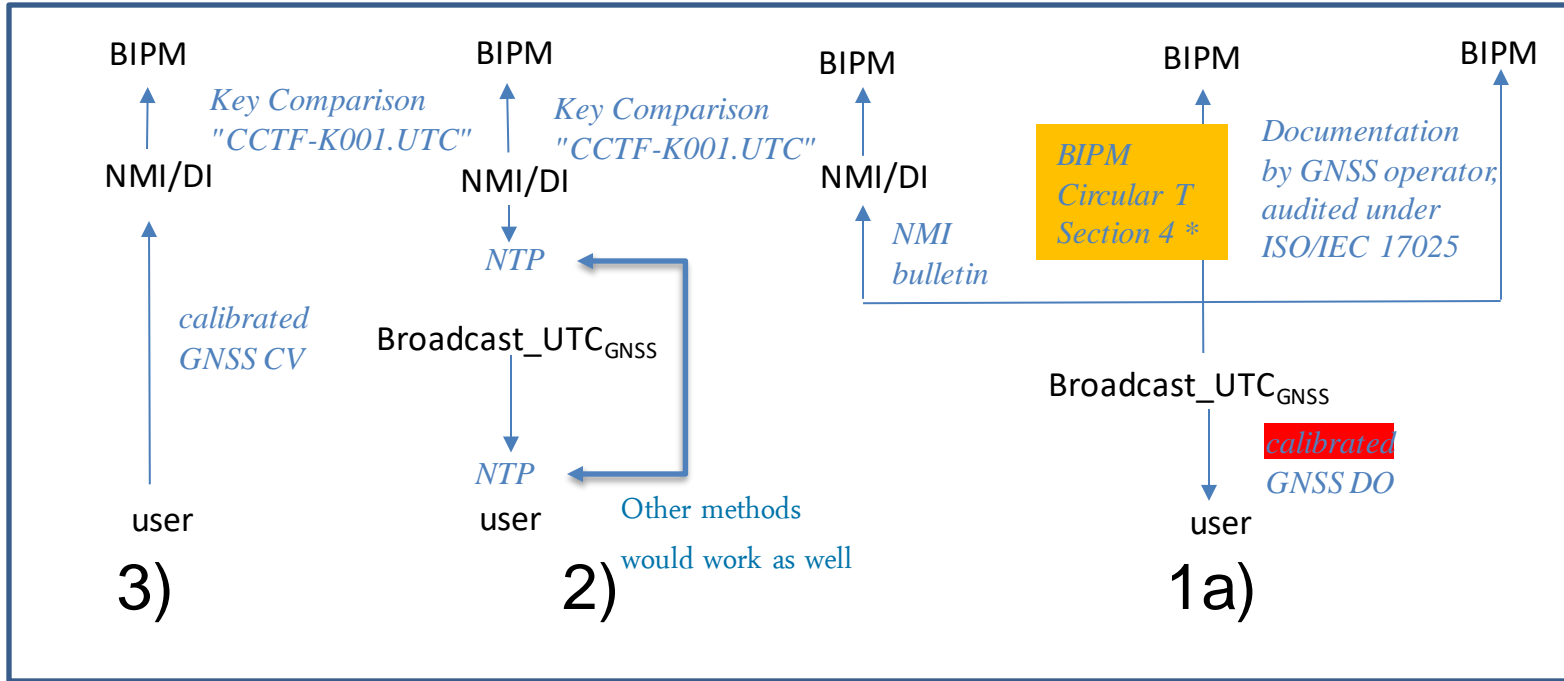 BIPM
Key Comparison
"CCTF-K001.UTC"
NMI/DI
calibrated
GNSS CV
user
3)
BIPM
Key Comparison
"CCTF-K001.UTC"
NMI/DI
NTP
Broadcast_UTCGNSS
NTP
user
Other methods
would work as well
2)
BIPM
NMI/DI
NMI
bulletin
BIPM
BIPM
Circular T
Section 4 *
BIPM
Documentation
by GNSS operator,
audited under
ISO/IEC 17025
Broadcast_UTCGNSS
calibrated
GNSS DO
user
1a)